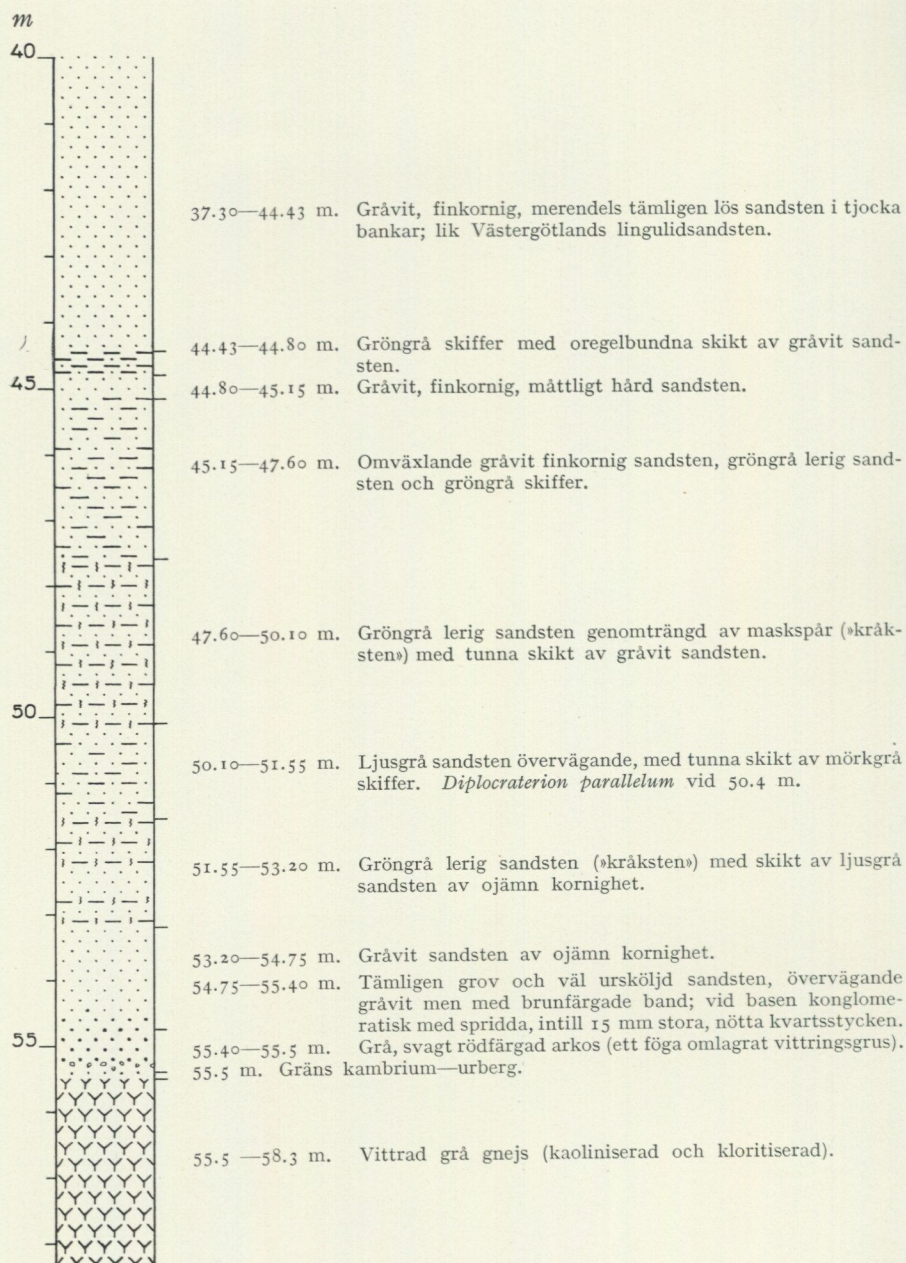 m
40
37.30—44.43 m. Gråvit, finkornig, merendels tämligen lös sandsten i tjocka
bankar; lik Västergötlands lingulidsandsten.
44.43—44.80 m. Gröngrå skiffer med oregelbundna skikt av gråvit sand-
sten.
45
44.80—45.15 m. Gråvit, finkornig, måttligt hård sandsten.
45.15—47.60 m. Omväxlande gråvit finkornig sandsten, gröngrå lerig sand-
sten och gröngrå skiffer.
47.60—50.10 m. Gröngrå lerig sandsten genomträngd av maskspår (»kråk-
sten») med tunna skikt av gråvit sandsten.
50
50.10—51.55 m. Ljusgrå sandsten övervägande, med tunna skikt av mörkgrå
skiffer. Diplocraterion parallelum vid 50.4 m.
51.55—53.20 m. Gröngrå lerig sandsten (»kråksten») med skikt av ljusgrå
sandsten av ojämn kornighet.
53.20—54.75 m. Gråvit sandsten av ojämn kornighet.
54.75—55.40 m. Tämligen grov och väl ursköljd sandsten, övervägande
gråvit men med brunfärgade band; vid basen konglome-
ratisk med spridda, intill 15 mm stora, nötta kvartsstycken.
55
55.40—55.5 m. Grå, svagt rödfärgad arkos (ett föga omlagrat vittringsgrus).
55.5 m. Gräns kambrium—urberg.
55.5 —58.3 m. Vittrad grå gnejs (kaoliniserad och kloritiserad).